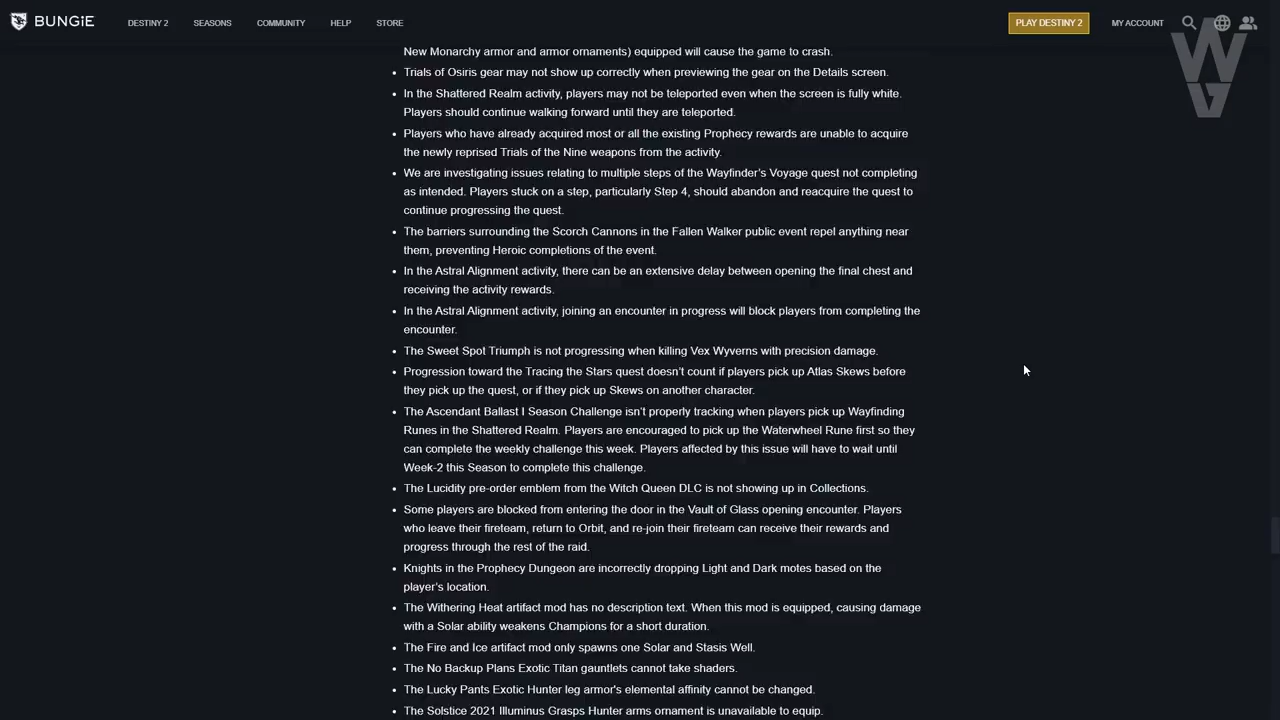 BUNGiE
DESTINY 2
SEASONS
COMMUNITY
HELP
STORE
PLAY DESTINY 2
MY ACCOUNT
New Monarchy armor and armor ornaments) equipped will cause the game to crash.
• Trials of Osiris gear may not show up correctly when previewing the gear on the Details screen.
• In the Shattered Realm activity, players may not be teleported even when the screen is fully white.
Players should continue walking forward until they are teleported.
• Players who have already acquired most or all the existing Prophecy rewards are unable to acquire
the newly reprised Trials of the Nine weapons from the activity.
• We are investigating issues relating to multiple steps of the Wayfinder's Voyage quest not completing
as intended. Players stuck on a step, particularly Step 4, should abandon and reacquire the quest to
continue progressing the quest.
• The barriers surrounding the Scorch Cannons in the Fallen Walker public event repel anything near
them, preventing Heroic completions of the event.
• In the Astral Alignment activity, there can be an extensive delay between opening the final chest and
receiving the activity rewards.
• In the Astral Alignment activity, joining an encounter in progress will block players from completing the
encounter.
• The Sweet Spot Triumph is not progressing when killing Vex Wyverns with precision damage.
• Progression toward the Tracing the Stars quest doesn't count if players pick up Atlas Skews before
they pick up the quest, or if they pick up Skews on another character.
• The Ascendant Ballast I Season Challenge isn't properly tracking when players pick up Wayfinding
Runes in the Shattered Realm. Players are encouraged to pick up the Waterwheel Rune first so they
can complete the weekly challenge this week. Players affected by this issue will have to wait until
Week-2 this Season to complete this challenge.
• The Lucidity pre-order emblem from the Witch Queen DLC is not showing up in Collections.
• Some players are blocked from entering the door in the Vault of Glass opening encounter. Players
who leave their fireteam, return to Orbit, and re-join their fireteam can receive their rewards and
progress through the rest of the raid.
• Knights in the Prophecy Dungeon are incorrectly dropping Light and Dark motes based on the
player's location.
• The Withering Heat artifact mod has no description text. When this mod is equipped, causing damage
with a Solar ability weakens Champions for a short duration.
• The Fire and Ice artifact mod only spawns one Solar and Stasis Well.
• The No Backup Plans Exotic Titan gauntlets cannot take shaders.
• The Lucky Pants Exotic Hunter leg armor's elemental affinity cannot be changed.
• The Solstice 2021 Illuminus Grasps Hunter arms ornament is unavailable to equip.